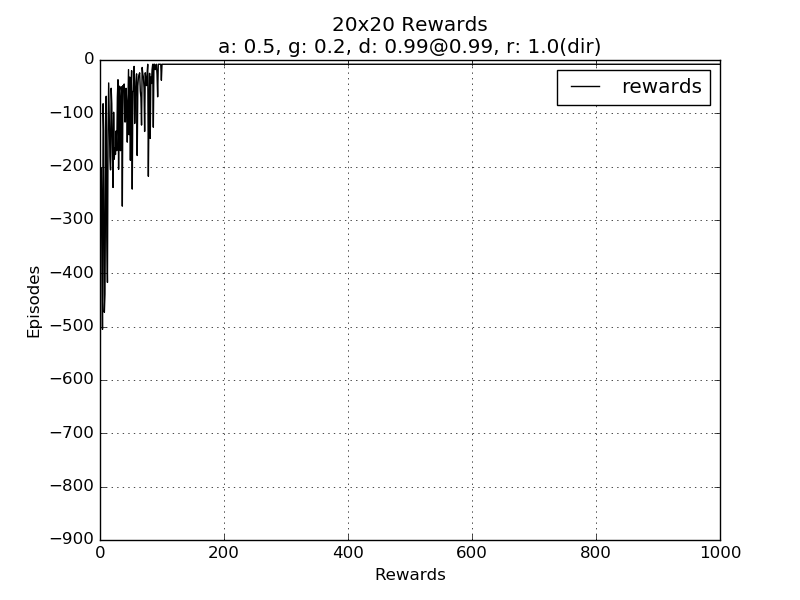 20x20 Rewards
a: 0.5, g: 0.2, d: 0.99@0.99, r: 1.0(dir)
rewards
0
−100
−200
−300
−400
−500
−600
−700
−800
−900
Episodes
0 200 400 600 800 1000
Rewards